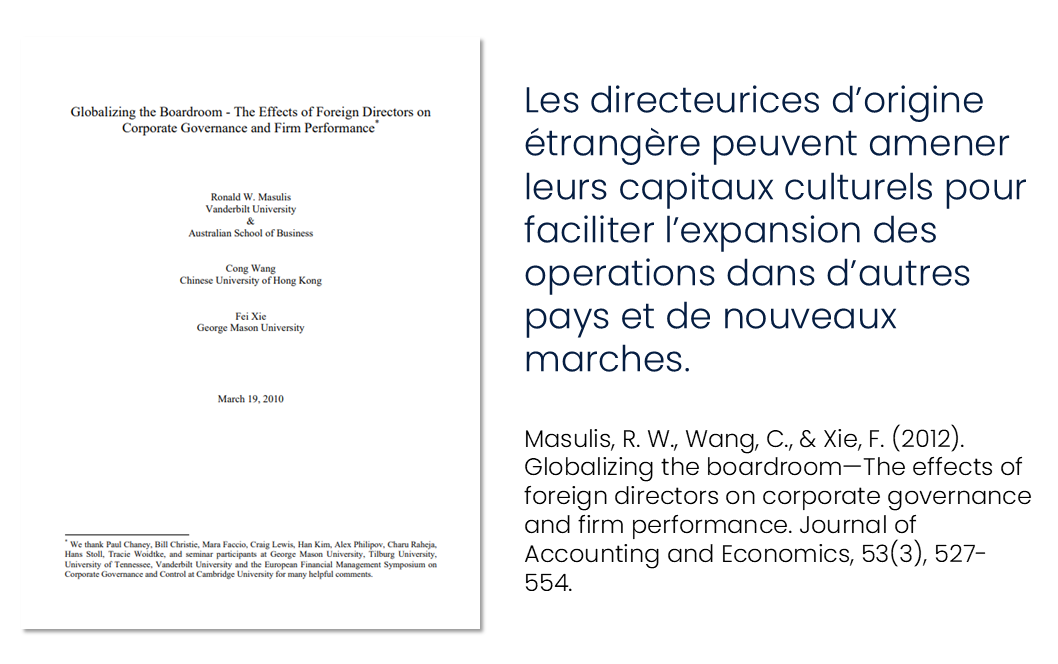 Globalizing the Boardroom - The Effects of Foreign Directors on
Corporate Governance and Firm Performance*
Ronald W. Masulis
Vanderbilt University
&
Australian School of Business
Cong Wang
Chinese University of Hong Kong
Fei Xie
George Mason University
March 19, 2010
* We thank Paul Chaney, Bill Christie, Mara Faccio, Craig Lewis, Han Kim, Alex Philipov, Charu Raheja,
Hans Stoll, Tracie Woidtke, and seminar participants at George Mason University, Tilburg University,
University of Tennessee, Vanderbilt University and the European Financial Management Symposium on
Corporate Governance and Control at Cambridge University for many helpful comments.
Les directeurices d’origine
étrangère peuvent amener
leurs capitaux culturels pour
faciliter l’expansion des
operations dans d’autres
pays et de nouveaux
marches.
Masulis, R. W., Wang, C., & Xie, F. (2012).
Globalizing the boardroom—The effects of
foreign directors on corporate governance
and firm performance. Journal of
Accounting and Economics, 53(3), 527-
554.